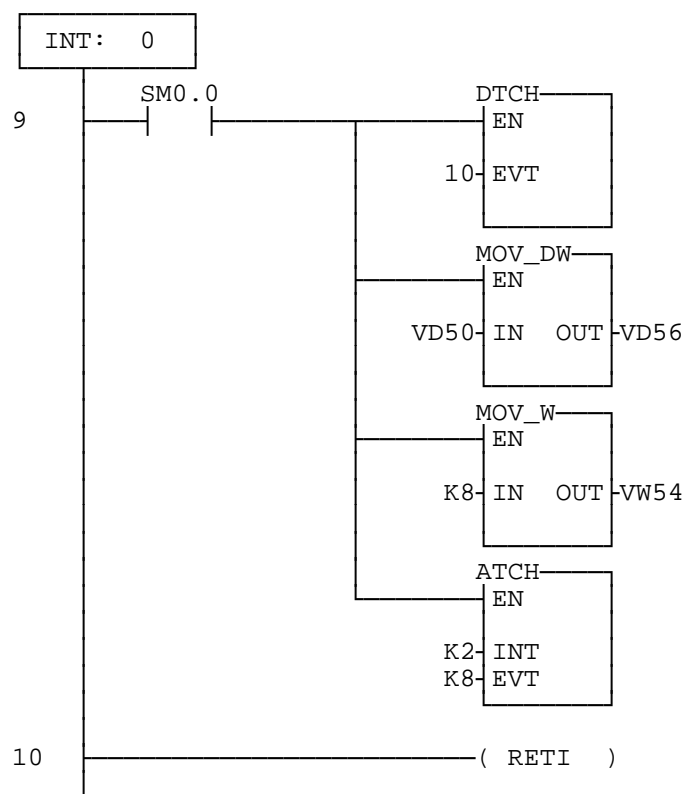 INT: 0
SM0.0
DTCH
9
EN
10 EVT
MOV_DW
EN
VD50 IN OUT VD56
MOV_W
EN
K8 IN OUT VW54
ATCH
EN
K2 INT
K8 EVT
10 ( RETI )